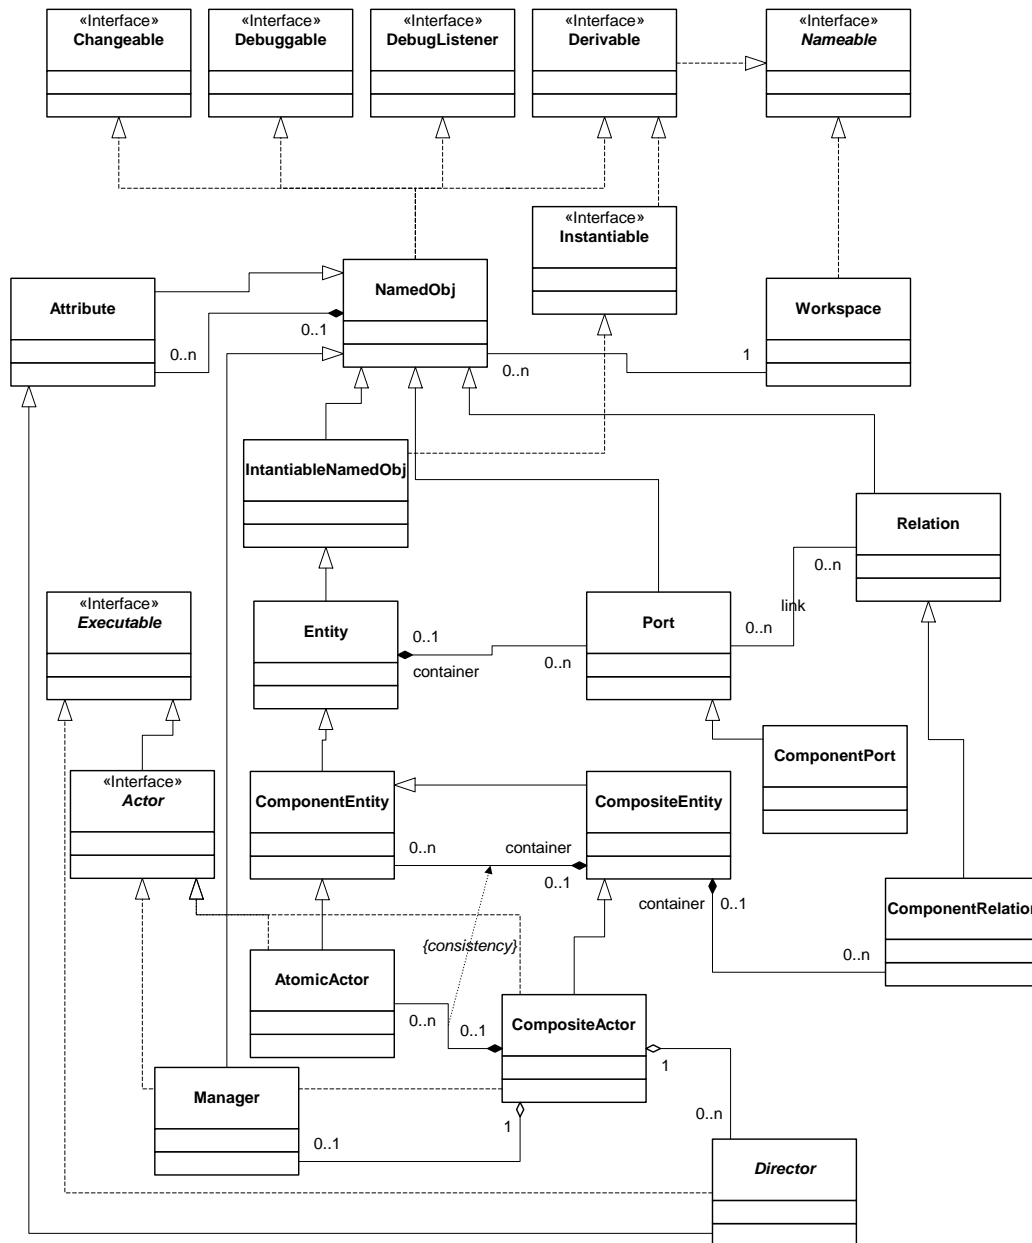 «Interface»
Changeable
«Interface»
Debuggable
«Interface»
DebugListener
«Interface»
Derivable
«Interface»
Nameable
«Interface»
Instantiable
Attribute
NamedObj
Workspace
0..1
0..n
0..n
1
IntantiableNamedObj
Relation
0..n
link
0..n
«Interface»
Executable
Entity
0..1
container
Port
0..n
ComponentPort
«Interface»
Actor
ComponentEntity
CompositeEntity
0..n
container
0..1
container
0..1
ComponentRelation
0..n
{consistency}
AtomicActor
0..n
0..1
CompositeActor
1
Manager
0..1
1
0..n
Director